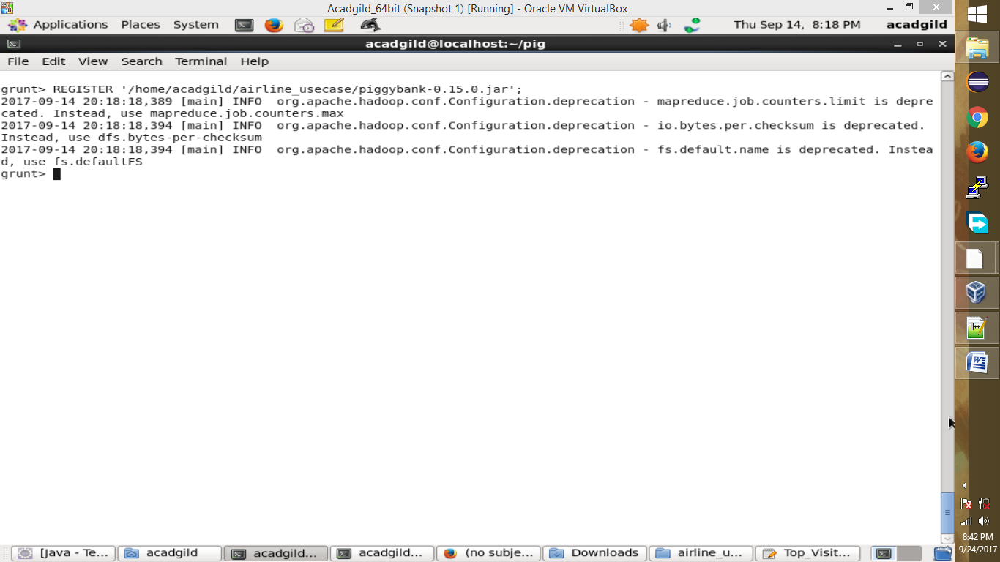 Acadgild_64bit (Snapshot 1) [Running] - Oracle VM VirtualBox
Applications Places System Thu Sep 14, 8:18 PM acadgild
acadgild@localhost:~/pig
File Edit View Search Terminal Help
grunt> REGISTER '/home/acadgild/airline_usecase/piggybank-0.15.0.jar';
2017-09-14 20:18:18,389 [main] INFO  org.apache.hadoop.conf.Configuration.deprecation - mapreduce.job.counters.limit is depre
cated. Instead, use mapreduce.job.counters.max
2017-09-14 20:18:18,394 [main] INFO  org.apache.hadoop.conf.Configuration.deprecation - io.bytes.per.checksum is deprecated.
Instead, use dfs.bytes-per-checksum
2017-09-14 20:18:18,394 [main] INFO  org.apache.hadoop.conf.Configuration.deprecation - fs.default.name is deprecated. Instea
d, use fs.defaultFS
grunt>
[Java - Te... acadgild acadgild... acadgild... (no subje... Downloads airline_u... Top_Visit...
8:42 PM
9/24/2017